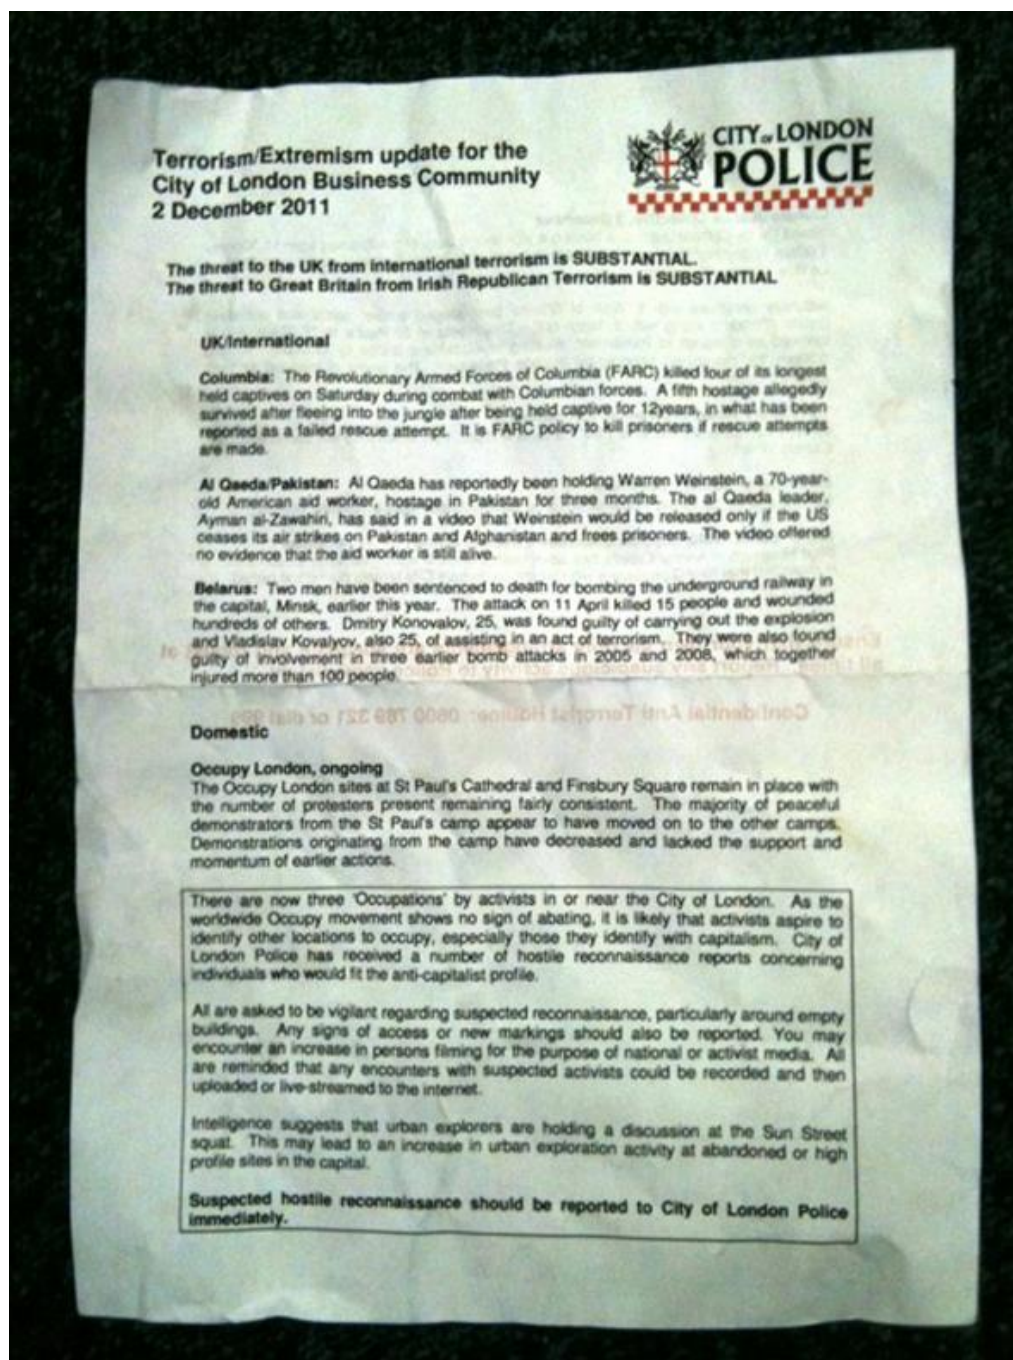 Terrorism/Extremism update for the
City of London Business Community
2 December 2011
CITY OF LONDON
POLICE
The threat to the UK from international terrorism is SUBSTANTIAL.
The threat to Great Britain from Irish Republican Terrorism is SUBSTANTIAL
UK/International
Columbia: The Revolutionary Armed Forces of Columbia (FARC) killed four of its longest
held captives on Saturday during combat with Columbian forces. A fifth hostage allegedly
survived after fleeing into the jungle after being held captive for 12years, in what has been
reported as a failed rescue attempt. It is FARC policy to kill prisoners if rescue attempts
are made.
Al Qaeda/Pakistan: Al Qaeda has reportedly been holding Warren Weinstein, a 70-year-
old American aid worker, hostage in Pakistan for three months. The al Qaeda leader,
Ayman al-Zawahiri, has said in a video that Weinstein would be released only if the US
ceases its air strikes on Pakistan and Afghanistan and frees prisoners. The video offered
no evidence that the aid worker is still alive.
Belarus: Two men have been sentenced to death for bombing the underground railway in
the capital, Minsk, earlier this year. The attack on 11 April killed 15 people and wounded
hundreds of others. Dmitry Konovalov, 25, was found guilty of carrying out the explosion
and Vladislav Kovalyov, also 25, of assisting in an act of terrorism. They were also found
guilty of involvement in three earlier bomb attacks in 2005 and 2008, which together
injured more than 100 people.
Confidential Anti Terrorist Hotline: 0800 789 321 or dial 999
Domestic
Occupy London, ongoing
The Occupy London sites at St Paul's Cathedral and Finsbury Square remain in place with
the number of protesters present remaining fairly consistent. The majority of peaceful
demonstrators from the St Paul's camp appear to have moved on to the other camps.
Demonstrations originating from the camp have decreased and lacked the support and
momentum of earlier actions.
There are now three 'Occupations' by activists in or near the City of London. As the
worldwide Occupy movement shows no sign of abating, it is likely that activists aspire to
identify other locations to occupy, especially those they identify with capitalism. City of
London Police has received a number of hostile reconnaissance reports concerning
individuals who would fit the anti-capitalist profile.
All are asked to be vigilant regarding suspected reconnaissance, particularly around empty
buildings. Any signs of access or new markings should also be reported. You may
encounter an increase in persons filming for the purpose of national or activist media. All
are reminded that any encounters with suspected activists could be recorded and then
uploaded or live-streamed to the internet.
Intelligence suggests that urban explorers are holding a discussion at the Sun Street
squat. This may lead to an increase in urban exploration activity at abandoned or high
profile sites in the capital.
Suspected hostile reconnaissance should be reported to City of London Police
immediately.